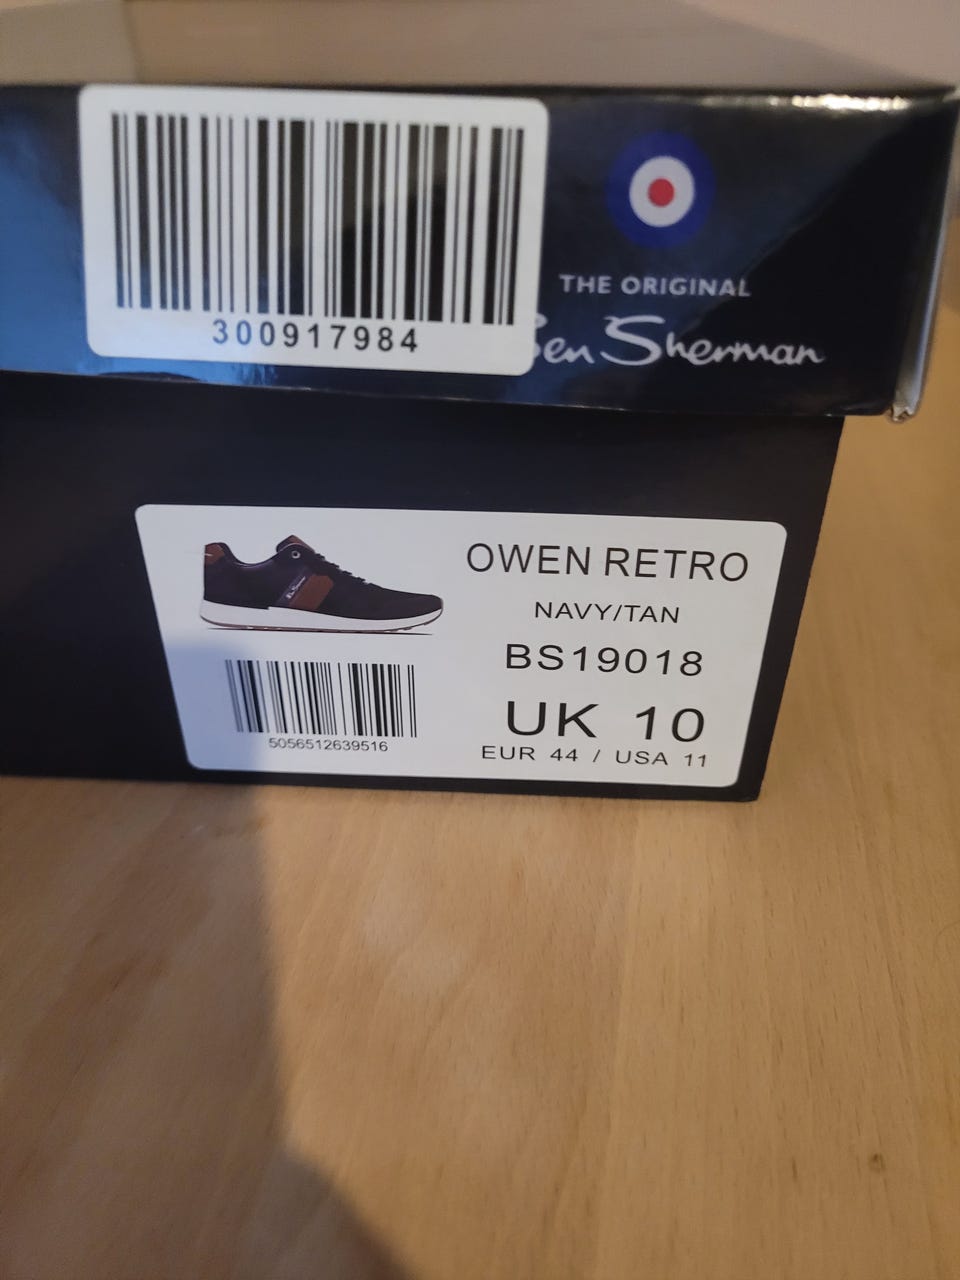 300917984
THE ORIGINAL
Ben Sherman
OWEN RETRO
NAVY/TAN
BS19018
UK 10
EUR 44 / USA 11
5056512639516